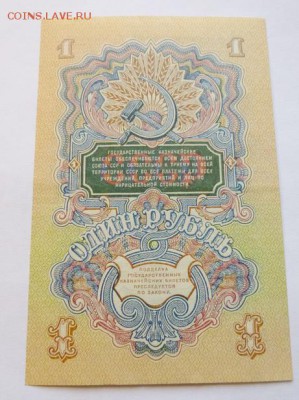 COINS.LAVE.RU
1 1
ГОСУДАРСТВЕННЫЕ КАЗНАЧЕЙСКИЕ
БИЛЕТЫ ОБЕСПЕЧИВАЮТСЯ ВСЕМ ДОСТОЯНИЕМ
СОЮЗА ССР И ОБЯЗАТЕЛЬНЫ К ПРИЕМУ НА ВСЕЙ
ТЕРРИТОРИИ СССР ВО ВСЕ ПЛАТЕЖИ ДЛЯ ВСЕХ
УЧРЕЖДЕНИЙ, ПРЕДПРИЯТИЙ И ЛИЦ ПО
НАРИЦАТЕЛЬНОЙ СТОИМОСТИ
ОДИН РУБЛЬ
1 1
ПОДДЕЛКА
ГОСУДАРСТВЕННЫХ
КАЗНАЧЕЙСКИХ БИЛЕТОВ
ПРЕСЛЕДУЕТСЯ
ПО ЗАКОНУ